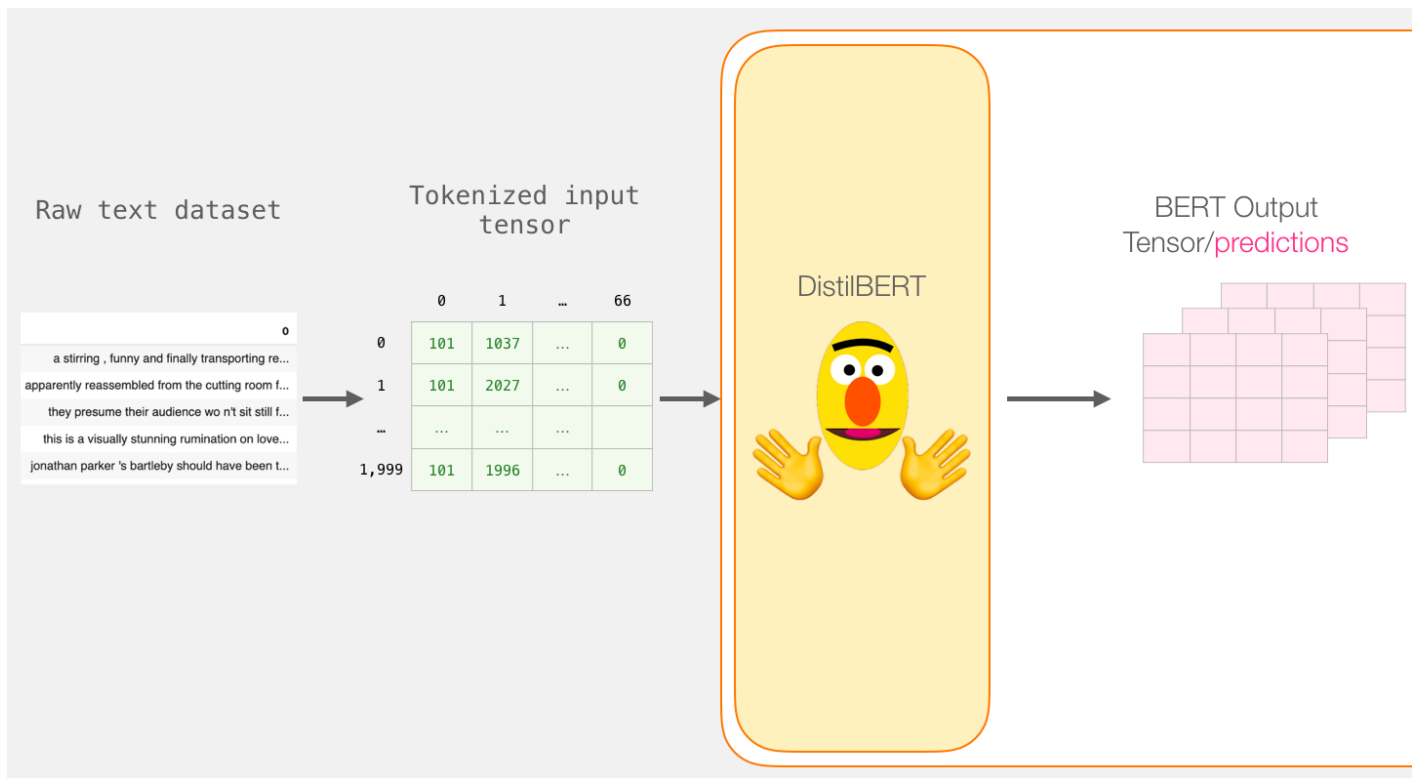 Raw text dataset
o
a stirring , funny and finally transporting re...
apparently reassembled from the cutting room f...
they presume their audience wo n't sit still f...
this is a visually stunning rumination on love...
jonathan parker 's bartleby should have been t...
Tokenized input
tensor
0 1 … 66
0 101 1037 … 0
1 101 2027 … 0
… … … …
1,999 101 1996 … 0
DistilBERT
BERT Output
Tensor/predictions